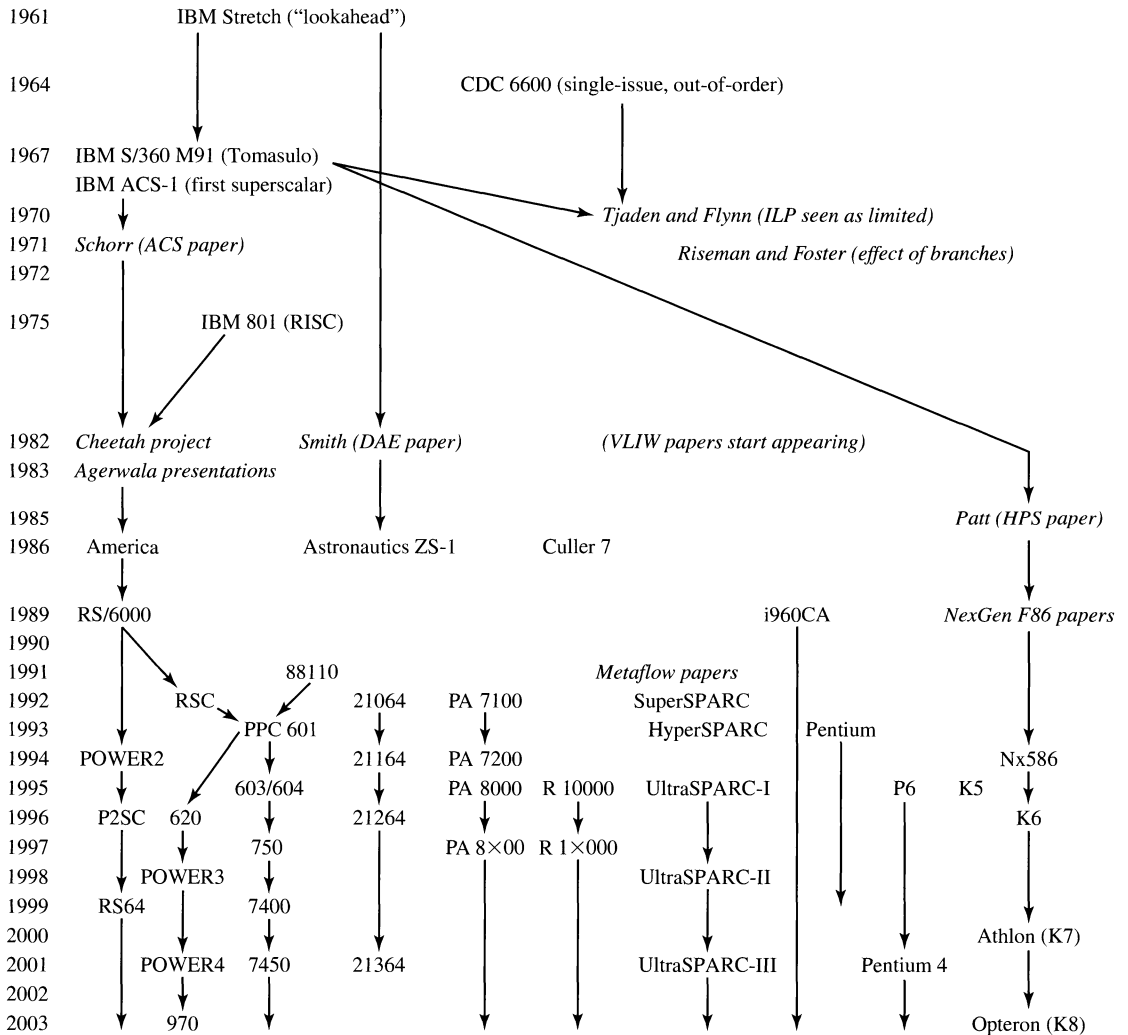 1961 IBM Stretch (“lookahead”)
1964 CDC 6600 (single-issue, out-of-order)
1967 IBM S/360 M91 (Tomasulo)
IBM ACS-1 (first superscalar)
1970 Tjaden and Flynn (ILP seen as limited)
1971 Schorr (ACS paper) Riseman and Foster (effect of branches)
1972
1975 IBM 801 (RISC)
1982 Cheetah project Smith (DAE paper) (VLIW papers start appearing)
1983 Agerwala presentations
1985 Patt (HPS paper)
1986 America Astronautics ZS-1 Culler 7
1989 RS/6000 i960CA NexGen F86 papers
1990
1991 88110 Metaflow papers
1992 RSC 21064 PA 7100 SuperSPARC
1993 PPC 601 HyperSPARC Pentium
1994 POWER2 21164 PA 7200 Nx586
1995 603/604 PA 8000 R 10000 UltraSPARC-I P6 K5
1996 P2SC 620 21264 K6
1997 750 PA 8×00 R 1×000
1998 POWER3 UltraSPARC-II
1999 RS64 7400
2000 Athlon (K7)
2001 POWER4 7450 21364 UltraSPARC-III Pentium 4
2002
2003 970 Opteron (K8)